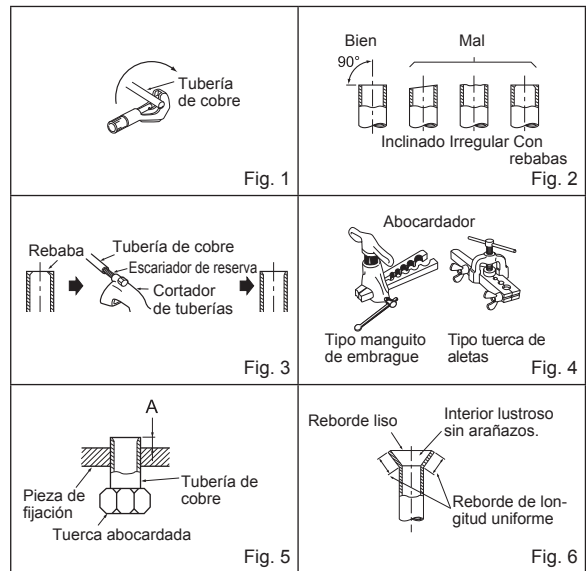 Tubería
de cobre
Fig. 1
Bien
Mal
90°
Inclinado Irregular Con
rebabas
Fig. 2
Rebaba
Tubería de cobre
Escariador de reserva
Cortador
de tuberías
Fig. 3
Abocardador
Tipo manguito
de embrague
Tipo tuerca de
aletas
Fig. 4
A
Tubería de
cobre
Pieza de
fijación
Tuerca abocardada
Fig. 5
Reborde liso
Interior lustroso
sin arañazos.
Reborde de lon-
gitud uniforme
Fig. 6